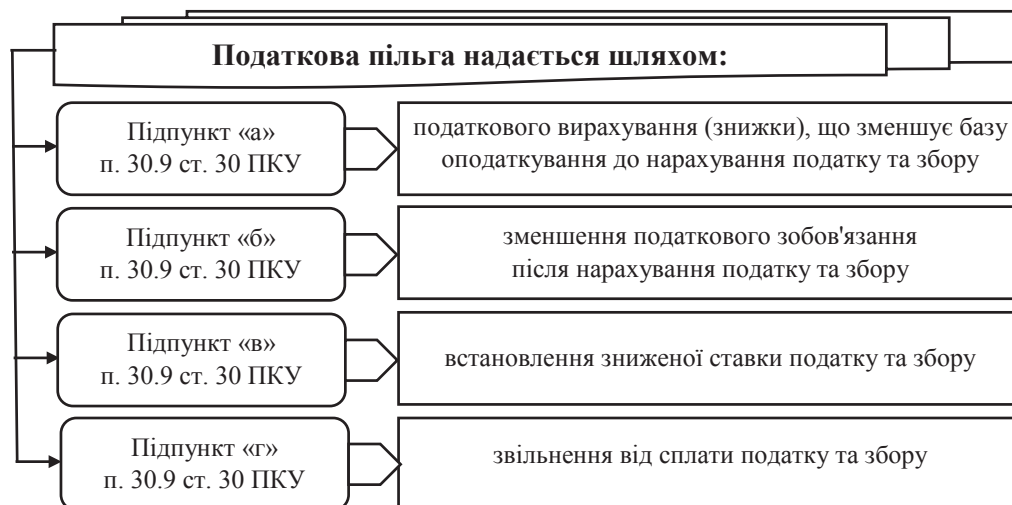 Податкова пільга надається шляхом:
Підпункт «а»
п. 30.9 ст. 30 ПКУ
податкового вирахування (знижки), що зменшує базу
оподаткування до нарахування податку та збору
Підпункт «б»
п. 30.9 ст. 30 ПКУ
зменшення податкового зобов'язання
після нарахування податку та збору
Підпункт «в»
п. 30.9 ст. 30 ПКУ
встановлення зниженої ставки податку та збору
Підпункт «г»
п. 30.9 ст. 30 ПКУ
звільнення від сплати податку та збору